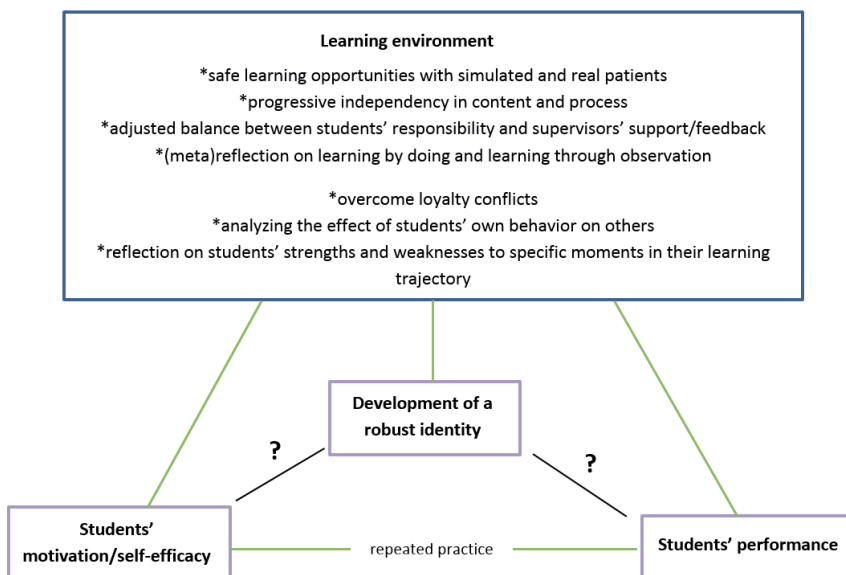 Learning environment
*safe learning opportunities with simulated and real patients
*progressive independency in content and process
*adjusted balance between students' responsibility and supervisors' support/feedback
*(meta)reflection on learning by doing and learning through observation
*overcome loyalty conflicts
*analyzing the effect of students' own behavior on others
*reflection on students' strengths and weaknesses to specific moments in their learning
trajectory
Development of a
robust identity
?
?
Students'
motivation/self-efficacy
repeated practice
Students' performance